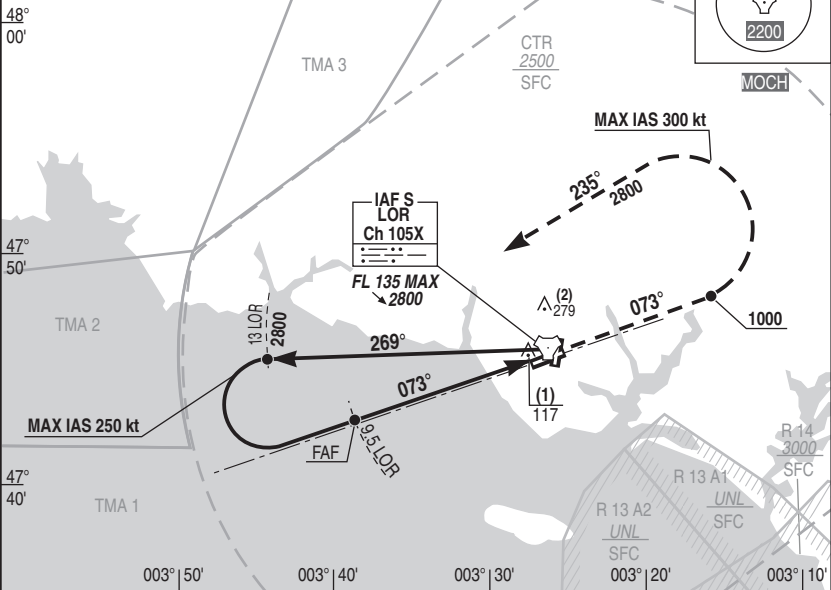 48°
00'
TMA 3
CTR
2500
SFC
2200
MOCH
MAX IAS 300 kt
235°
2800
IAF S
LOR
Ch 105X
FL 135 MAX
2800
47°
50'
TMA 2
13 LOR
2800
269°
(2)
279
073°
1000
073°
(1)
117
MAX IAS 250 kt
FAF
9.5 LOR
R 14
3000
SFC
47°
40'
TMA 1
R 13 A1
UNL
SFC
R 13 A2
UNL
SFC
003° 50'
003° 40'
003° 30'
003° 20'
003° 10'